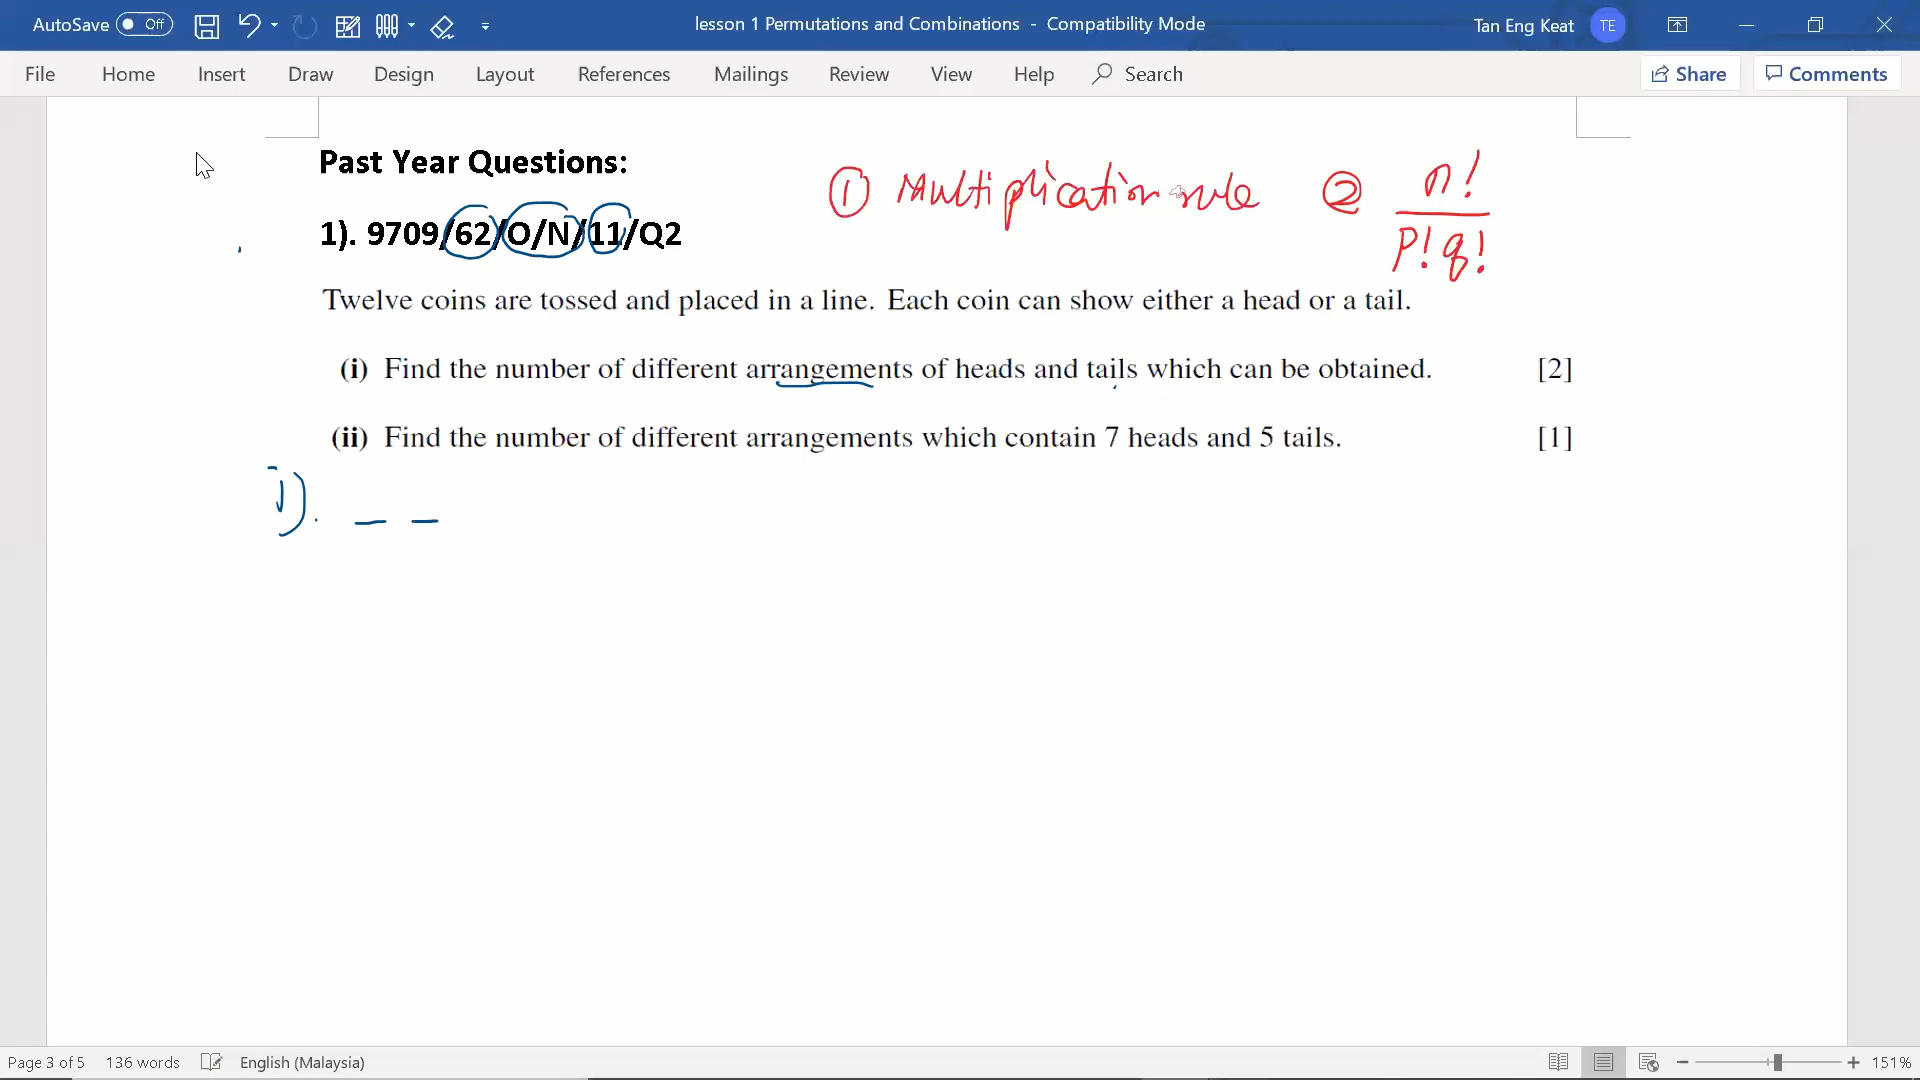 AutoSave Off
lesson 1 Permutations and Combinations - Compatibility Mode
Tan Eng Keat TE
File Home Insert Draw Design Layout References Mailings Review View Help Search Share Comments
Past Year Questions:
① Multiplication rule ② n!
p! q!
1). 9709/62/O/N/11/Q2
Twelve coins are tossed and placed in a line. Each coin can show either a head or a tail.
(i) Find the number of different arrangements of heads and tails which can be obtained. [2]
(ii) Find the number of different arrangements which contain 7 heads and 5 tails. [1]
i). _ _
Page 3 of 5 136 words English (Malaysia) 151%